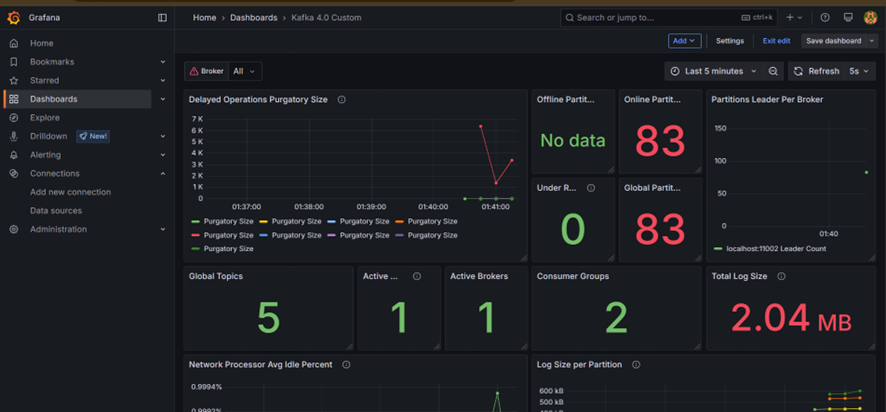 Grafana
Home
Bookmarks
Starred
Dashboards
Explore
Drilldown New!
Alerting
Connections
Add new connection
Data sources
Administration
Home > Dashboards > Kafka 4.0 Custom
Search or jump to... ctrl+k
Add Settings Exit edit Save dashboard
Broker All
Last 5 minutes Refresh 5s
Delayed Operations Purgatory Size
7 K
6 K
5 K
4 K
3 K
2 K
1 K
0
01:37:00 01:38:00 01:39:00 01:40:00 01:41:00
Purgatory Size Purgatory Size Purgatory Size Purgatory Size
Purgatory Size Purgatory Size Purgatory Size Purgatory Size
Purgatory Size
Offline Partit...
No data
Online Partit...
83
Under R...
0
Global Partit...
83
Partitions Leader Per Broker
150
100
50
0
01:40
localhost:11002 Leader Count
Global Topics
5
Active ...
1
Active Brokers
1
Consumer Groups
2
Total Log Size
2.04 MB
Network Processor Avg Idle Percent
0.9994%
Log Size per Partition
600 kB
500 kB